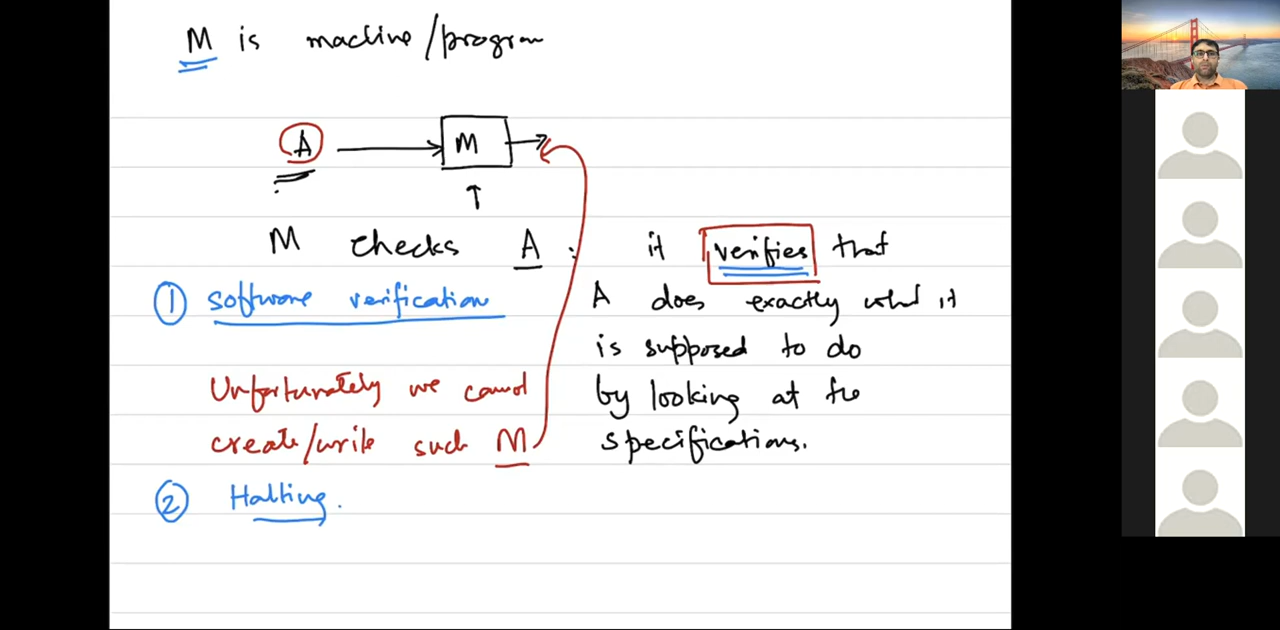 M is machine/program
A
M
M checks A : it verifies that
① software verification
A does exactly what it
is supposed to do
Unfortunately we cannot
by looking at the
create/write such M
specifications.
② Halting.